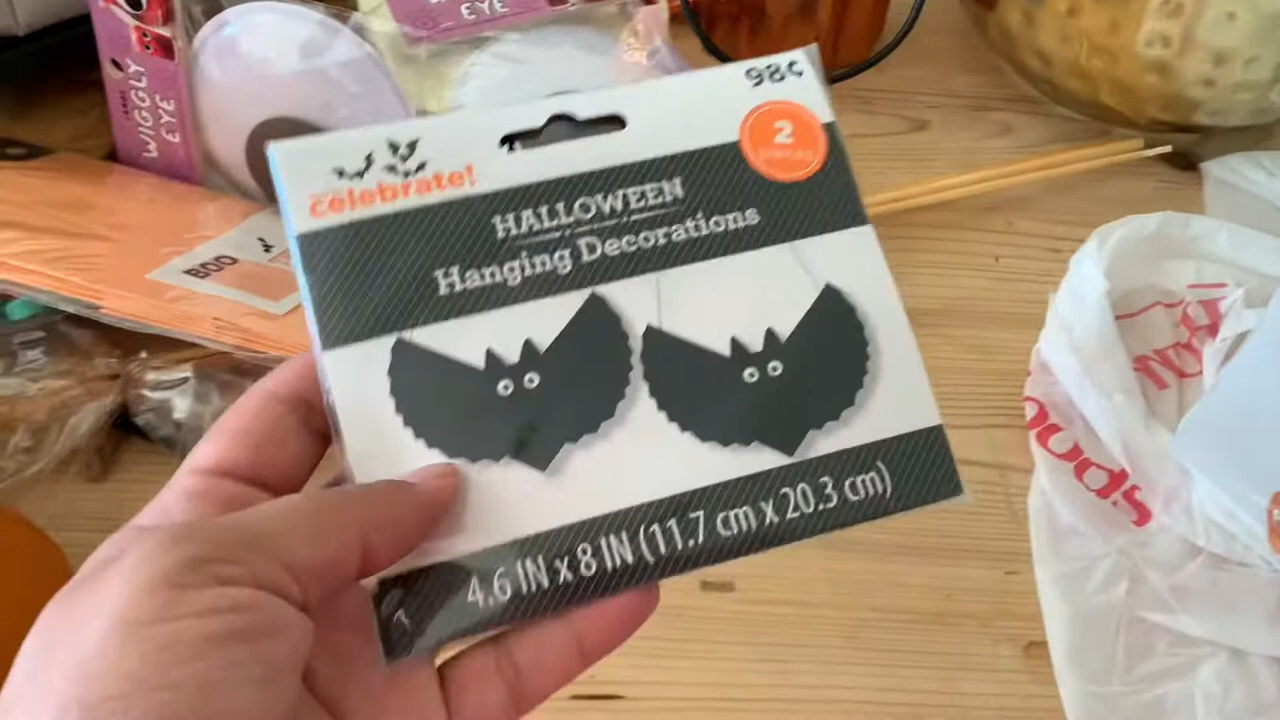 EYE
WIGGLY
EYE
98¢
celebrate!
2
HALLOWEEN
Hanging Decorations
BOO
4.6 IN x 8 IN (11.7 cm x 20.3 cm)